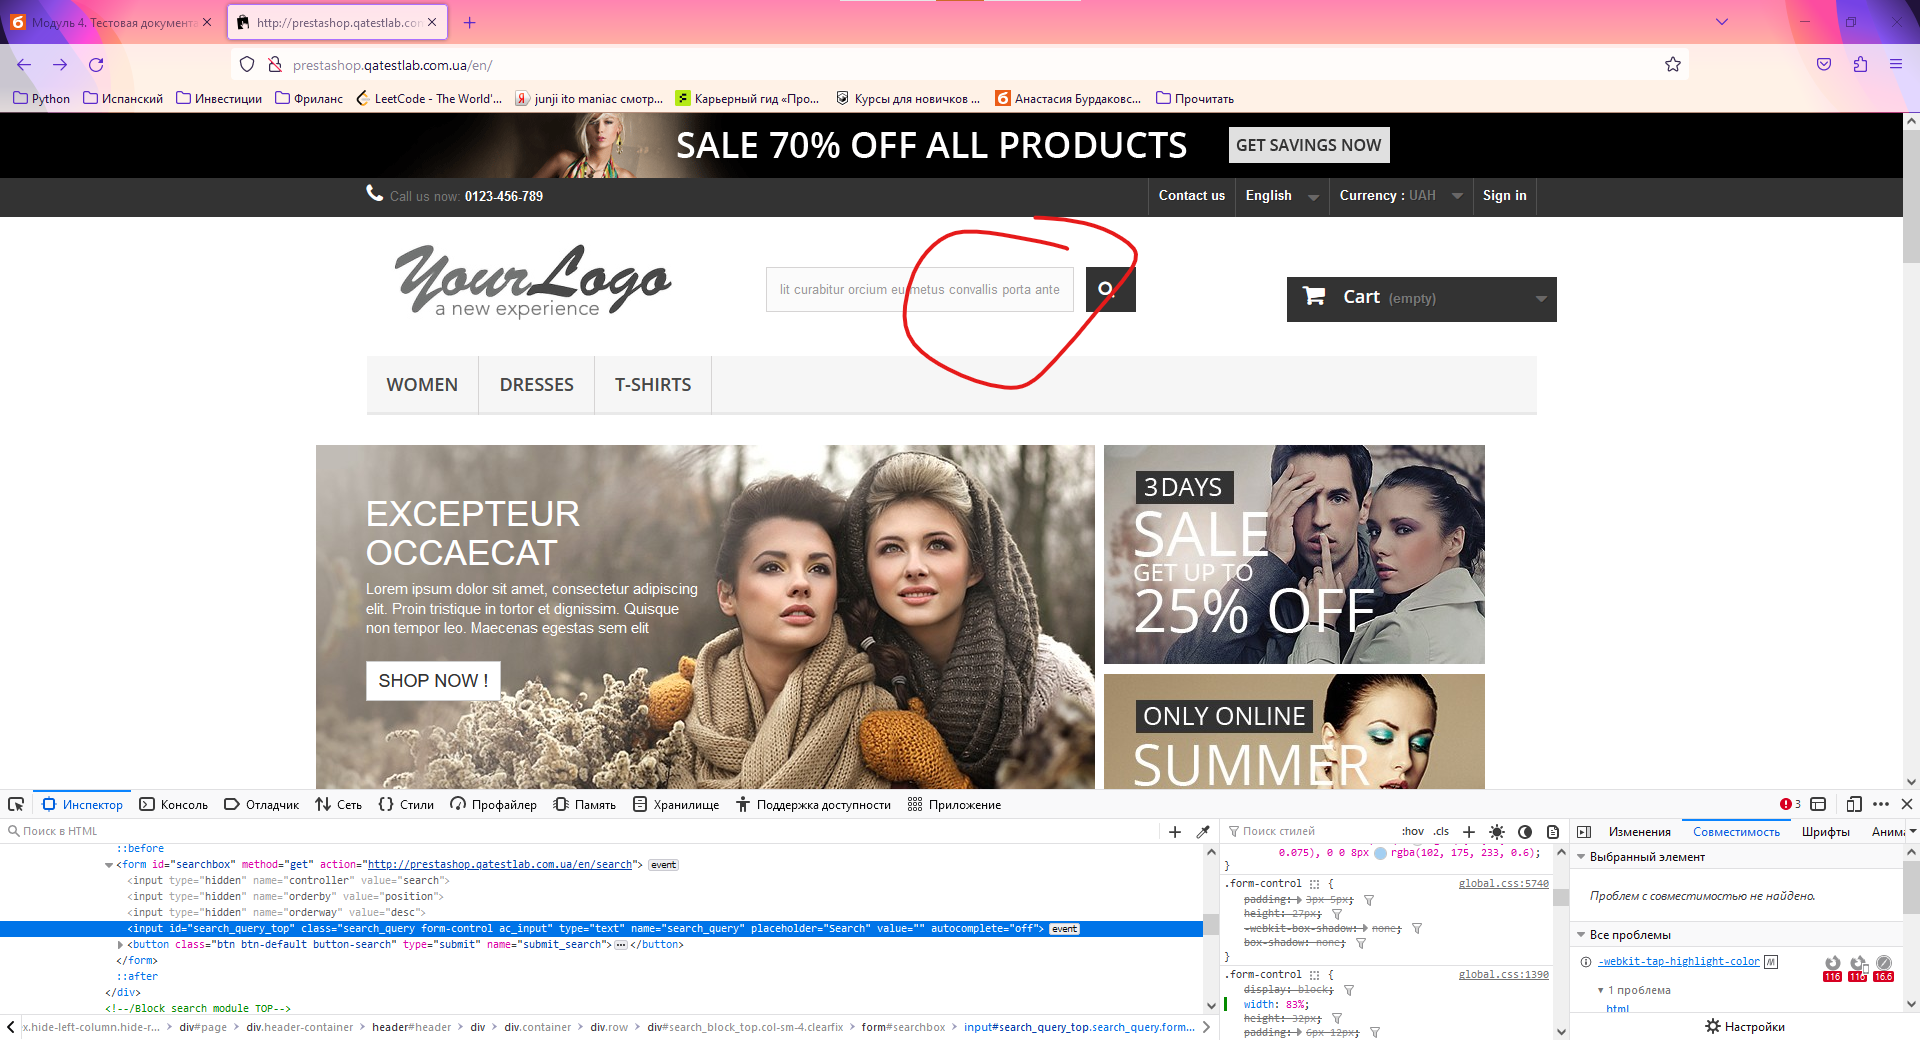 Модуль 4. Тестовая документа
http://prestashop.qatestlab.com
prestashop.qatestlab.com.ua/en/
Python
Испанский
Инвестиции
Фриланс
LeetCode - The World'...
junji ito maniac смотр...
Карьерный гид «Про...
Курсы для новичков ...
Анастасия Бурдаковс...
Прочитать
SALE 70% OFF ALL PRODUCTS
GET SAVINGS NOW
Call us now: 0123-456-789
Contact us
English
Currency : UAH
Sign in
Your Logo
a new experience
lit curabitur orcium eu metus convallis porta ante
Cart (empty)
WOMEN
DRESSES
T-SHIRTS
EXCEPTEUR
OCCAECAT
Lorem ipsum dolor sit amet, consectetur adipiscing
elit. Proin tristique in tortor et dignissim. Quisque
non tempor leo. Maecenas egestas sem elit
SHOP NOW !
3 DAYS
SALE
GET UP TO
25% OFF
ONLY ONLINE
SUMMER
Инспектор
Консоль
Отладчик
Сеть
Стили
Профайлер
Память
Хранилище
Поддержка доступности
Приложение
3
Поиск в HTML
::before
<form id="searchbox" method="get" action="http://prestashop.qatestlab.com.ua/en/search"> event
<input type="hidden" name="controller" value="search">
<input type="hidden" name="orderby" value="position">
<input type="hidden" name="orderway" value="desc">
<input id="search_query_top" class="search_query form-control ac_input" type="text" name="search_query" placeholder="Search" value="" autocomplete="off"> event
<button class="btn btn-default button-search" type="submit" name="submit_search"> ... </button>
</form>
::after
</div>
<!--/Block search module TOP-->
x.hide-left-column.hide-r... > div#page > div.header-container > header#header > div > div.container > div.row > div#search_block_top.col-sm-4.clearfix > form#searchbox > input#search_query_top.search_query.form...
Поиск стилей
:hov .cls
0.075), 0 0 8px rgba(102, 175, 233, 0.6);
}
.form-control { global.css:5740
padding: 3px 5px;
height: 27px;
-webkit-box-shadow: none;
box-shadow: none;
}
.form-control { global.css:1390
display: block;
width: 83%;
height: 32px;
padding: 6px 12px;
Изменения
Совместимость
Шрифты
Анима
Выбранный элемент
Проблем с совместимостью не найдено.
Все проблемы
-webkit-tap-highlight-color
116 116 16.6
1 проблема
html
Настройки